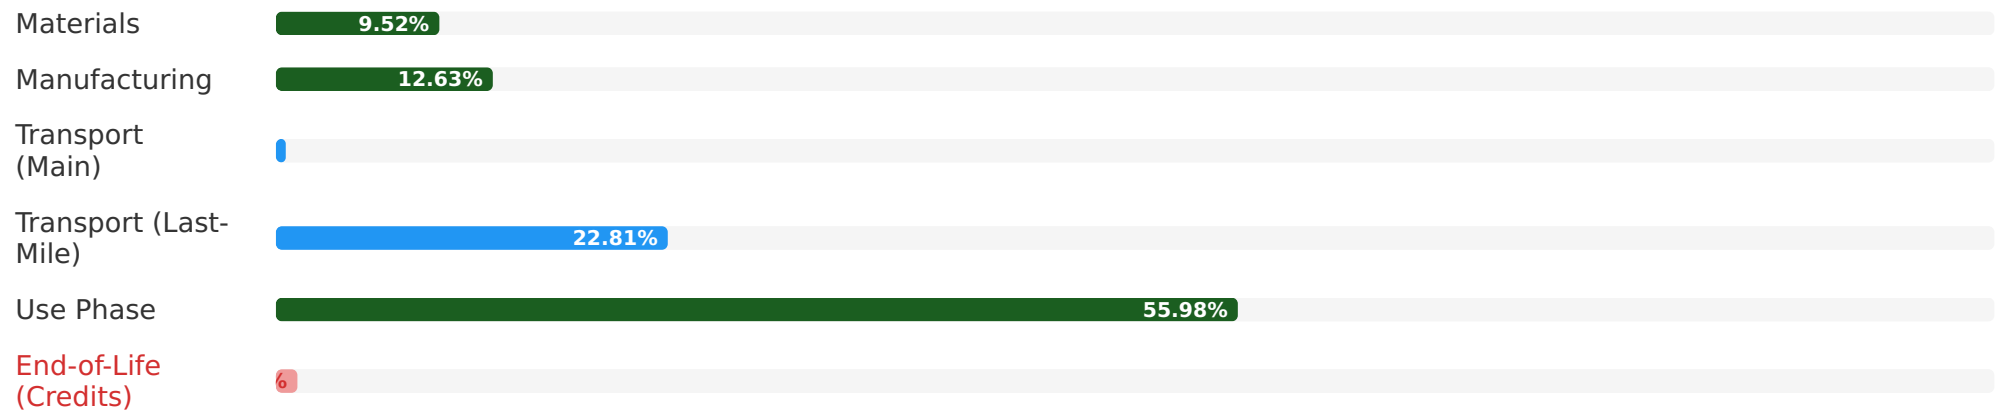 Materials
9.52%
Manufacturing
12.63%
Transport
(Main)
Transport (Last-
Mile)
22.81%
Use Phase
55.98%
End-of-Life
(Credits)
%